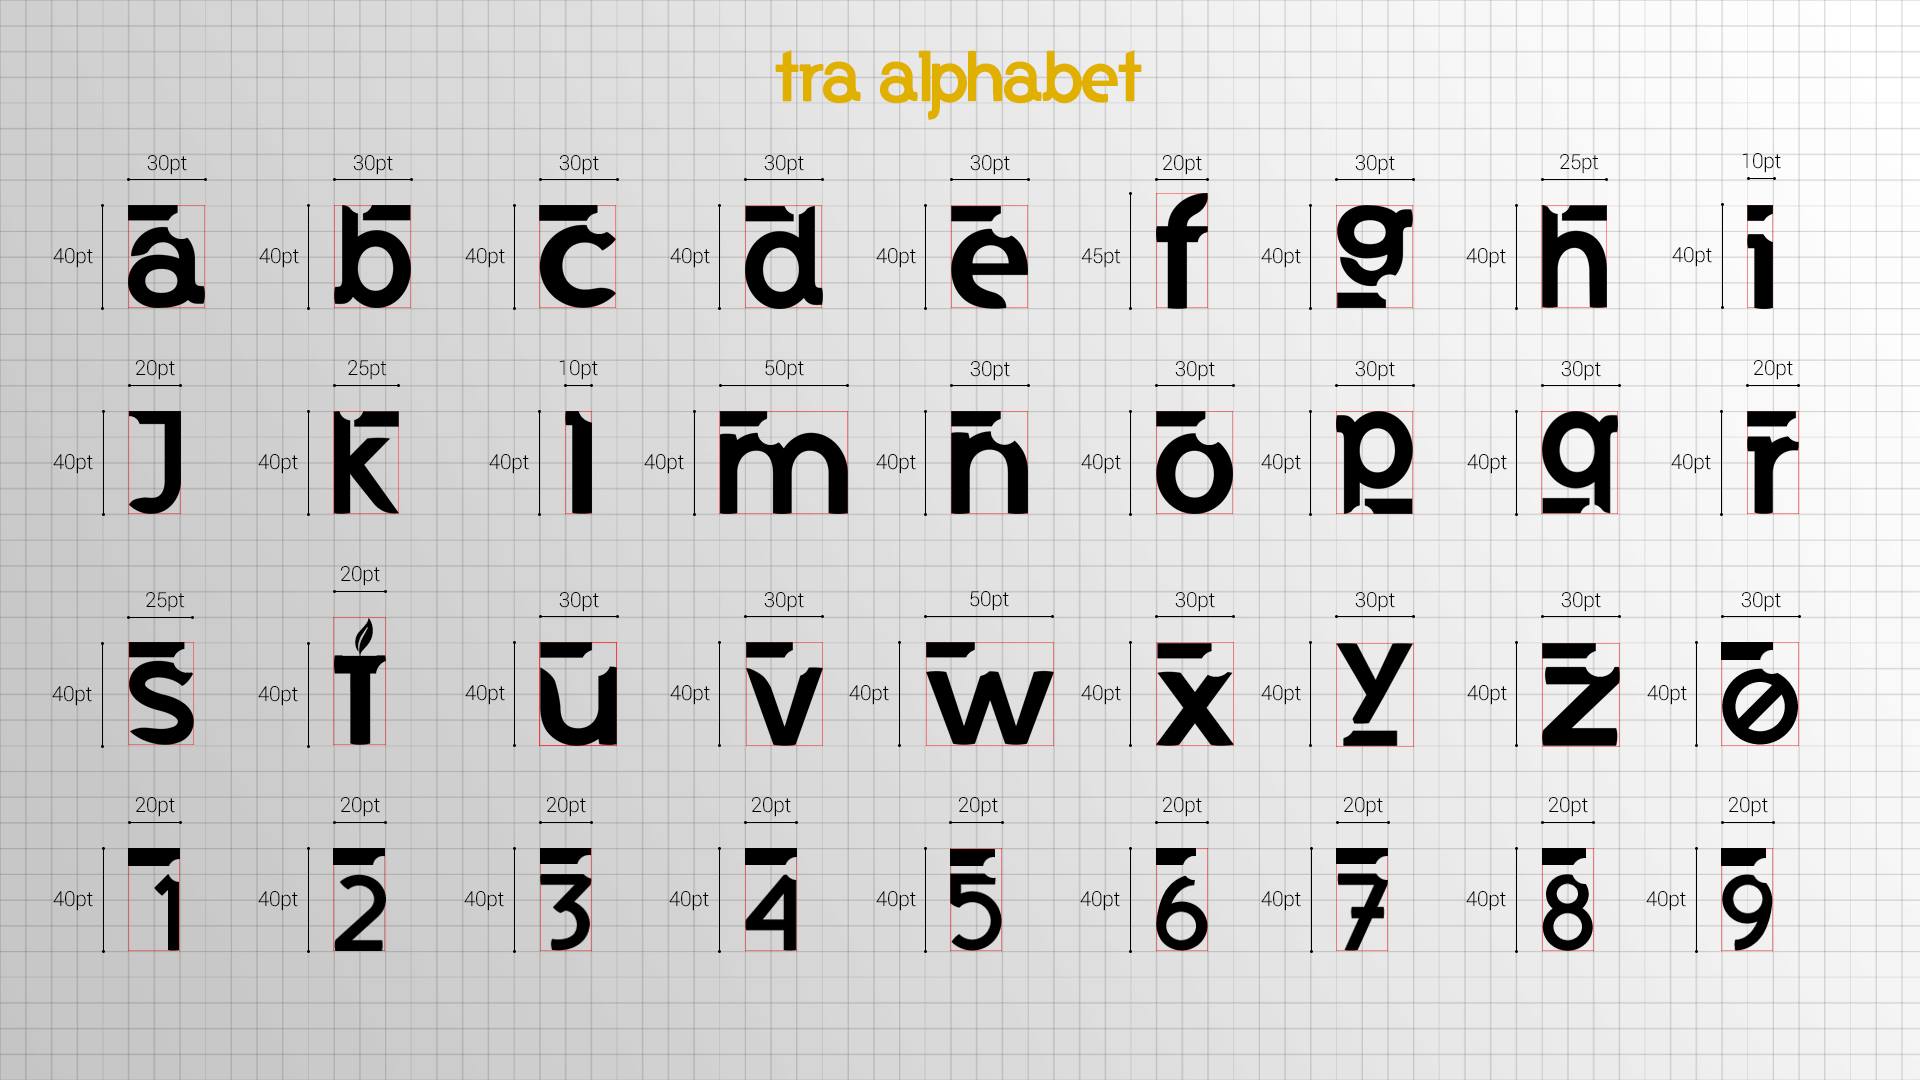 tra alphabet
30pt 30pt 30pt 30pt 30pt 20pt 30pt 25pt 10pt
40pt a 40pt b 40pt c 40pt d 40pt e 45pt f 40pt g 40pt h 40pt i
20pt 25pt 10pt 50pt 30pt 30pt 30pt 30pt 20pt
40pt J 40pt k 40pt l 40pt m 40pt n 40pt o 40pt p 40pt q 40pt r
25pt 20pt 30pt 30pt 50pt 30pt 30pt 30pt 30pt
40pt s 40pt t 40pt u 40pt v 40pt w 40pt x 40pt y 40pt z 40pt 0
20pt 20pt 20pt 20pt 20pt 20pt 20pt 20pt 20pt
40pt 1 40pt 2 40pt 3 40pt 4 40pt 5 40pt 6 40pt 7 40pt 8 40pt 9